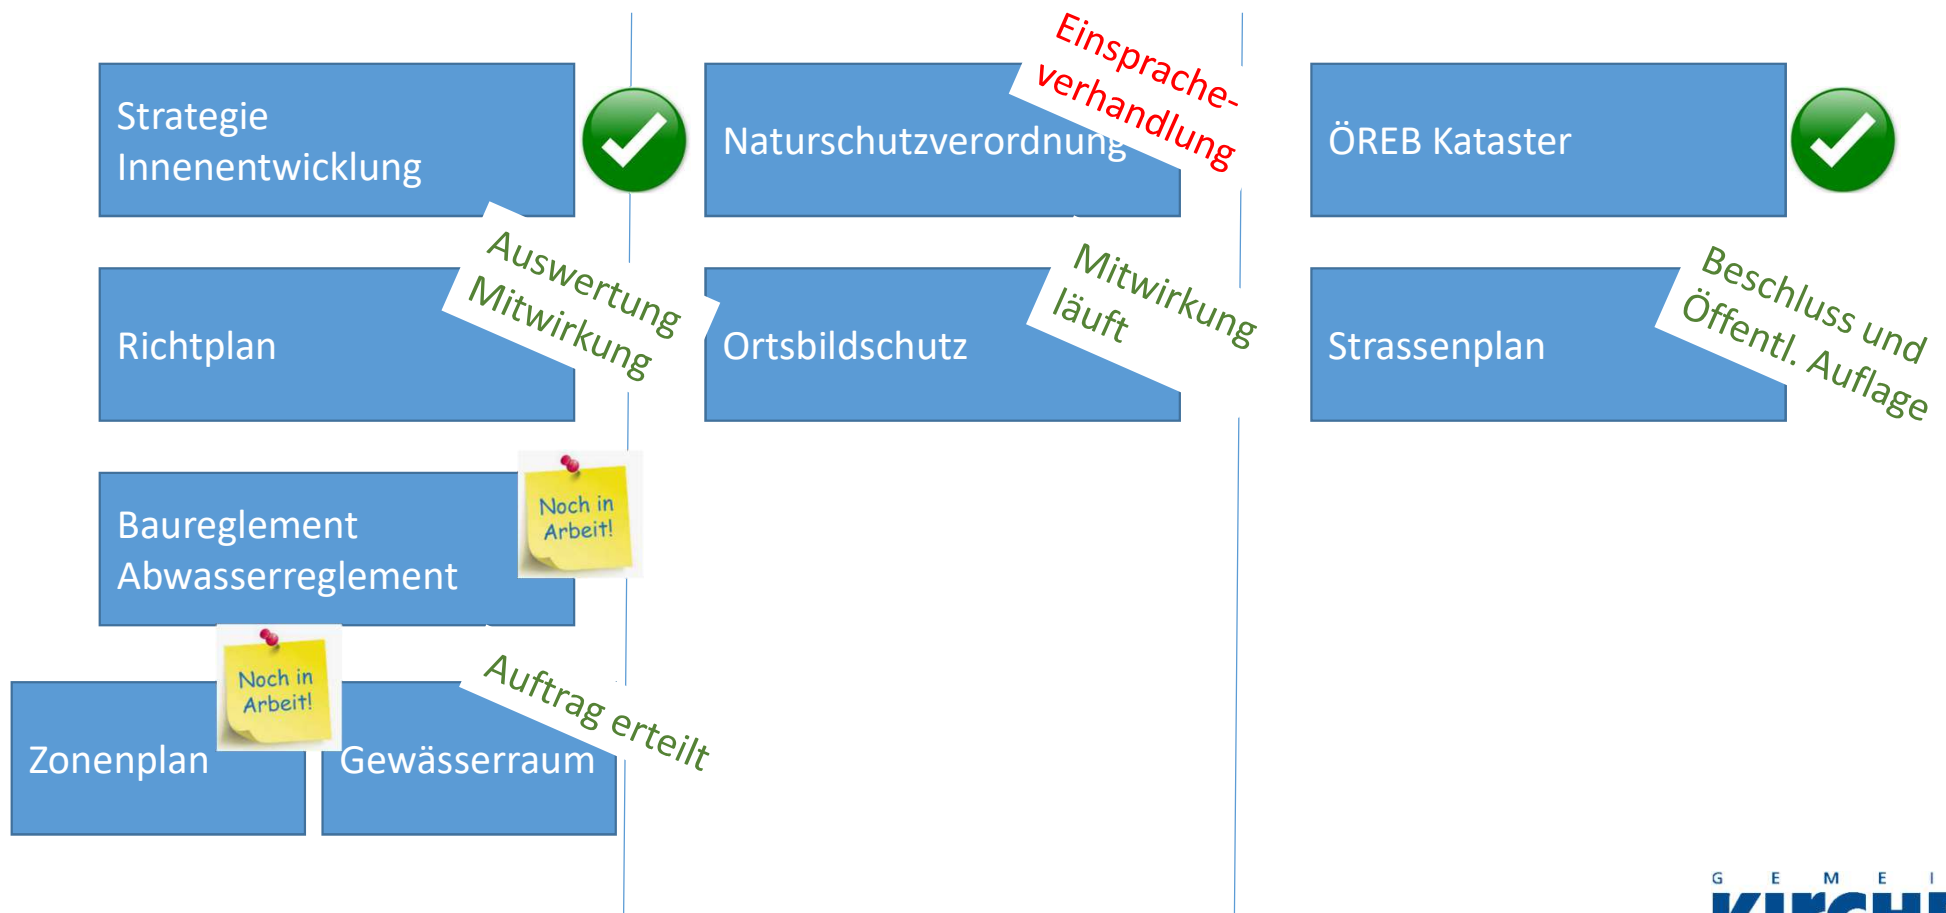 Strategie
Innenentwicklung
Auswertung
Mitwirkung
Richtplan
Baureglement
Abwasserreglement
Noch in
Arbeit!
Noch in
Arbeit!
Zonenplan
Gewässerraum
Auftrag erteilt
Einsprache-
verhandlung
Naturschutzverordnung
Mitwirkung
läuft
Ortsbildschutz
ÖREB Kataster
Beschluss und
Öffentl. Auflage
Strassenplan
G E M E I